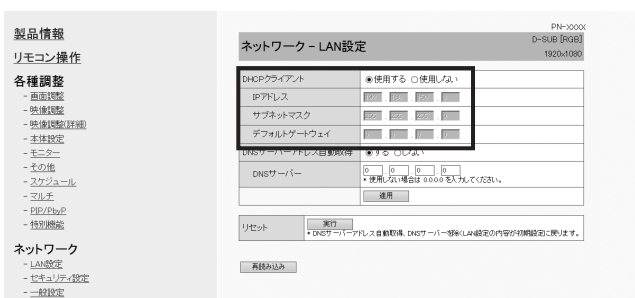 製品情報
リモコン操作
各種調整
- 画面調整
- 映像調整
- 映像調整(詳細)
- 本体設定
- モニター
- その他
- スケジュール
- マルチ
- PIP/PbyP
- 特別機能
ネットワーク
- LAN設定
- セキュリティ設定
- 一般設定
PN-XXXX
ネットワーク – LAN設定
D-SUB [RGB]
1920x1080
DHCPクライアント ◉使用する ○使用しない
IPアドレス
サブネットマスク
デフォルトゲートウェイ
DNSサーバーアドレス自動取得 ◉する ○しない
DNSサーバー 0 . 0 . 0 . 0
* 使用しない場合は 0.0.0.0 を入力してください。
適用
リセット 実行
* DNSサーバーアドレス自動取得、DNSサーバーを除くLAN設定の内容が初期設定に戻ります。
再読み込み